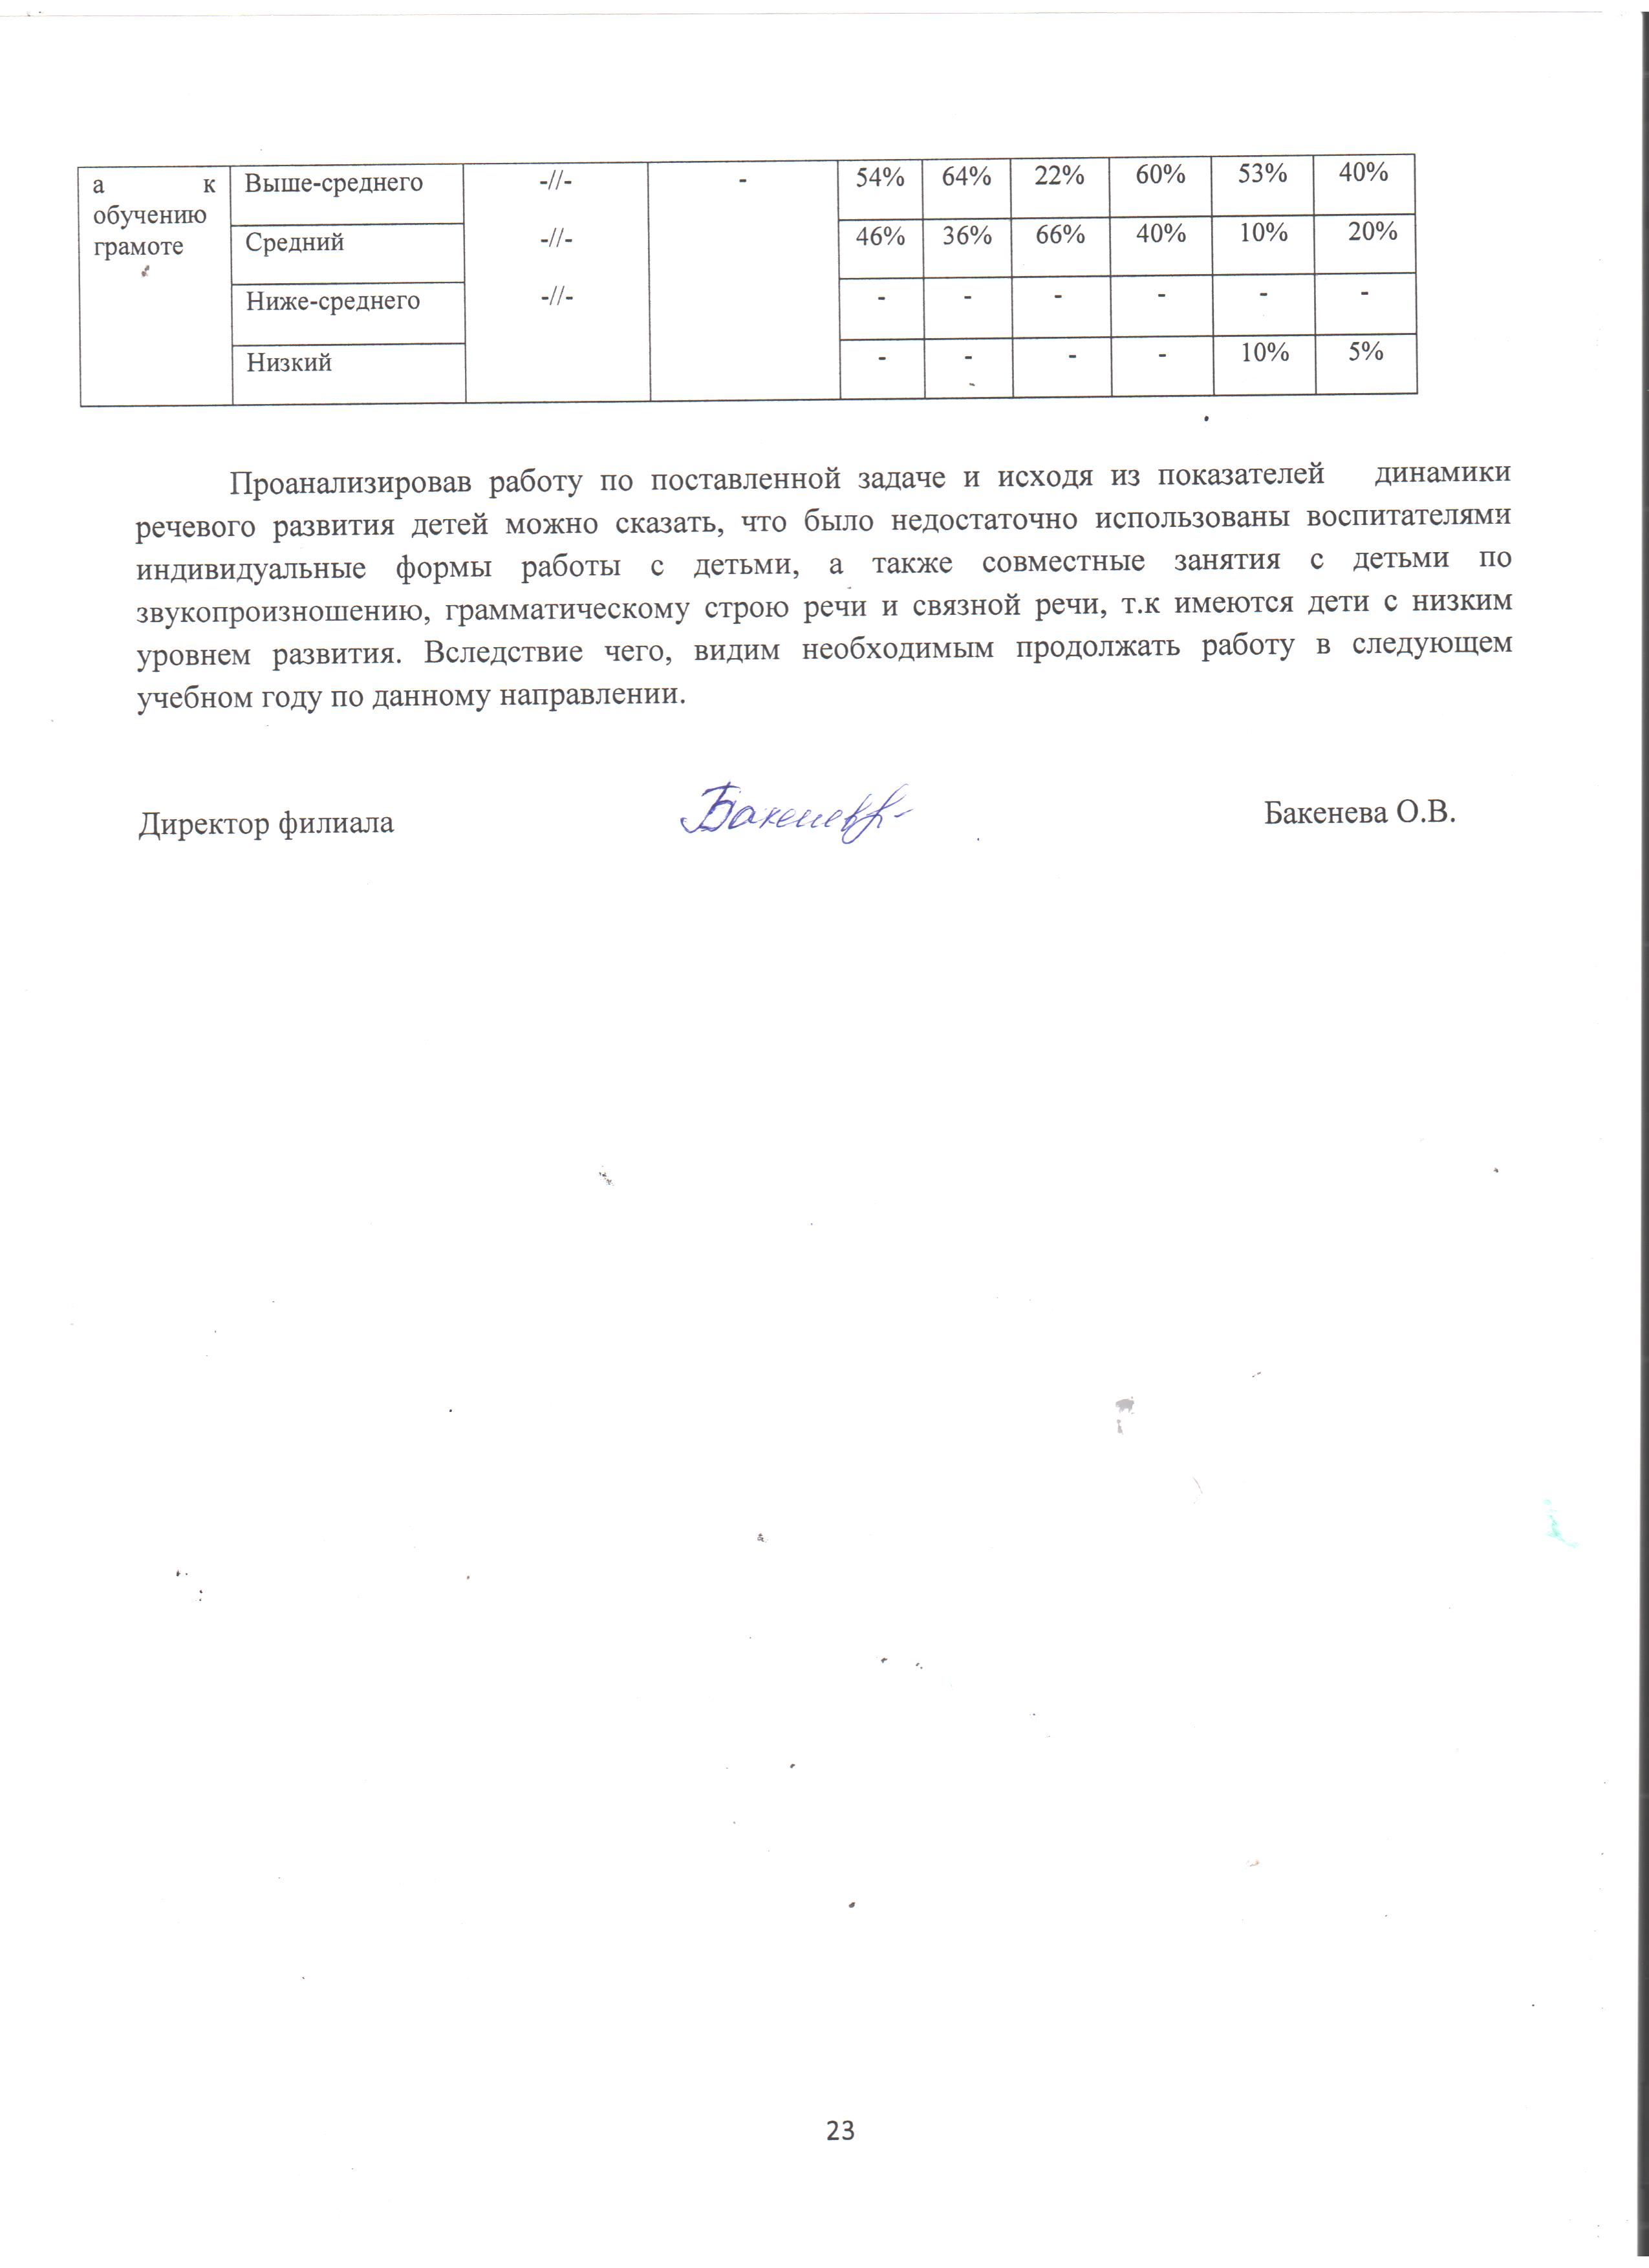 а к Выше-среднего -//- - 54% 64% 22% 60% 53% 40%
обучению
грамоте Средний -//- 46% 36% 66% 40% 10% 20%
Ниже-среднего -//- - - - - - -
Низкий - - - - 10% 5%
Проанализировав работу по поставленной задаче и исходя из показателей динамики
речевого развития детей можно сказать, что было недостаточно использованы воспитателями
индивидуальные формы работы с детьми, а также совместные занятия с детьми по
звукопроизношению, грамматическому строю речи и связной речи, т.к имеются дети с низким
уровнем развития. Вследствие чего, видим необходимым продолжать работу в следующем
учебном году по данному направлении.
Директор филиала Бакенев Бакенева О.В.
23